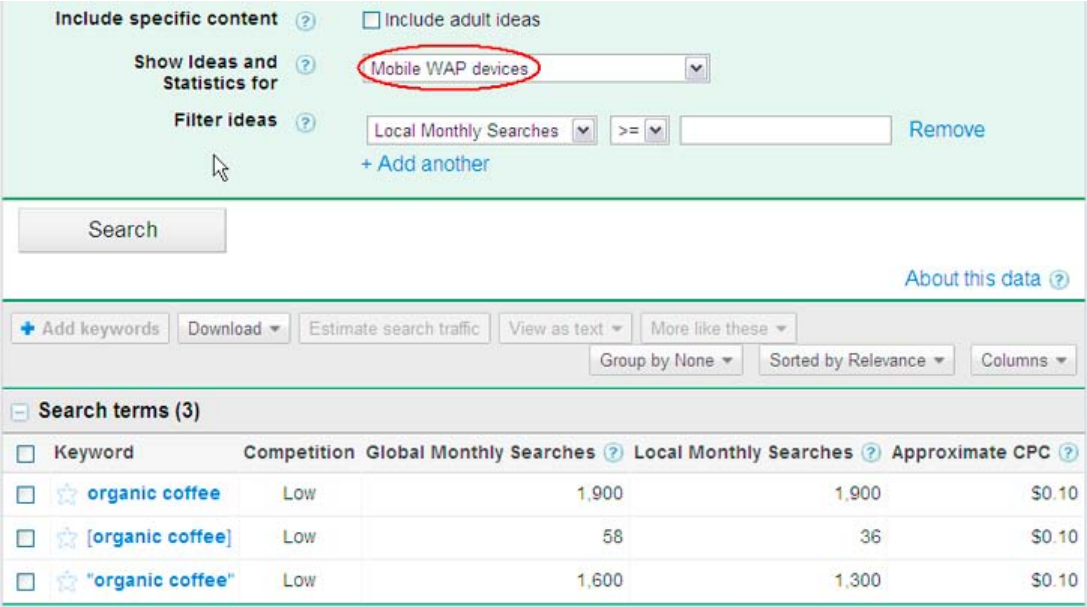 Include specific content ? Include adult ideas
Show Ideas and ? Mobile WAP devices
Statistics for
Filter ideas ? Local Monthly Searches >= Remove
+ Add another
Search
About this data ?
+ Add keywords Download Estimate search traffic View as text More like these
Group by None Sorted by Relevance Columns
Search terms (3)
Keyword Competition Global Monthly Searches ? Local Monthly Searches ? Approximate CPC ?
organic coffee Low 1,900 1,900 $0.10
[organic coffee] Low 58 36 $0.10
"organic coffee" Low 1,600 1,300 $0.10